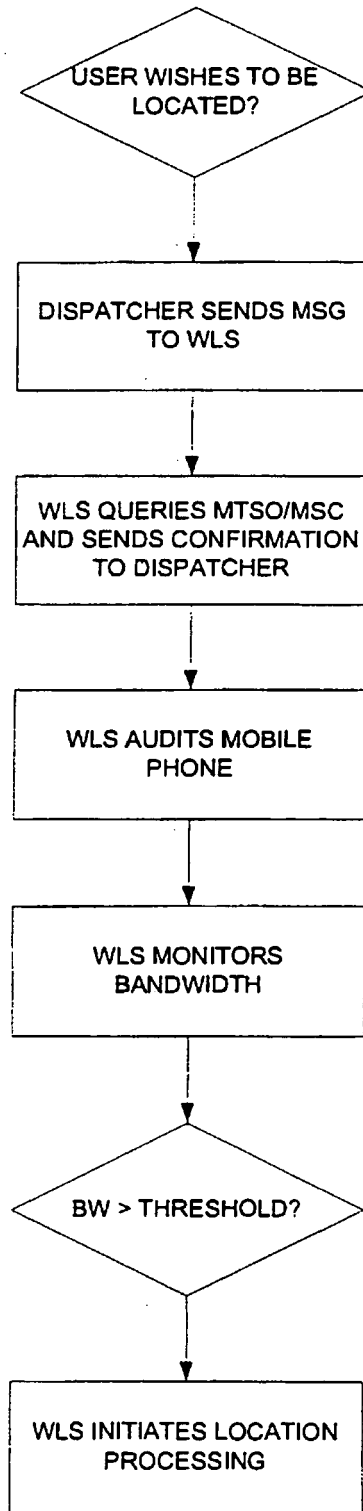 USER WISHES TO BE
LOCATED?
DISPATCHER SENDS MSG
TO WLS
WLS QUERIES MTSO/MSC
AND SENDS CONFIRMATION
TO DISPATCHER
WLS AUDITS MOBILE
PHONE
WLS MONITORS
BANDWIDTH
BW > THRESHOLD?
WLS INITIATES LOCATION
PROCESSING